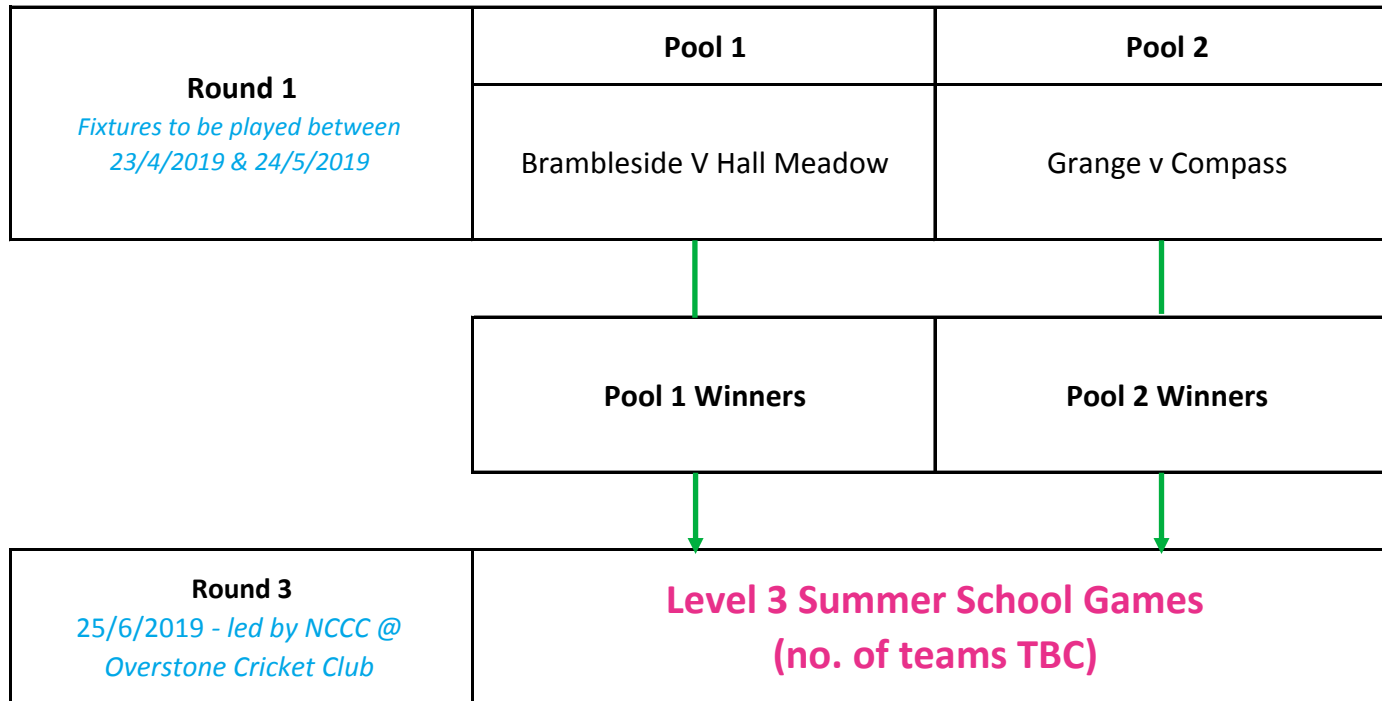 Round 1
Fixtures to be played between
23/4/2019 & 24/5/2019
Pool 1
Pool 2
Brambleside V Hall Meadow
Grange v Compass
Pool 1 Winners
Pool 2 Winners
Round 3
25/6/2019 - led by NCCC @
Overstone Cricket Club
Level 3 Summer School Games
(no. of teams TBC)